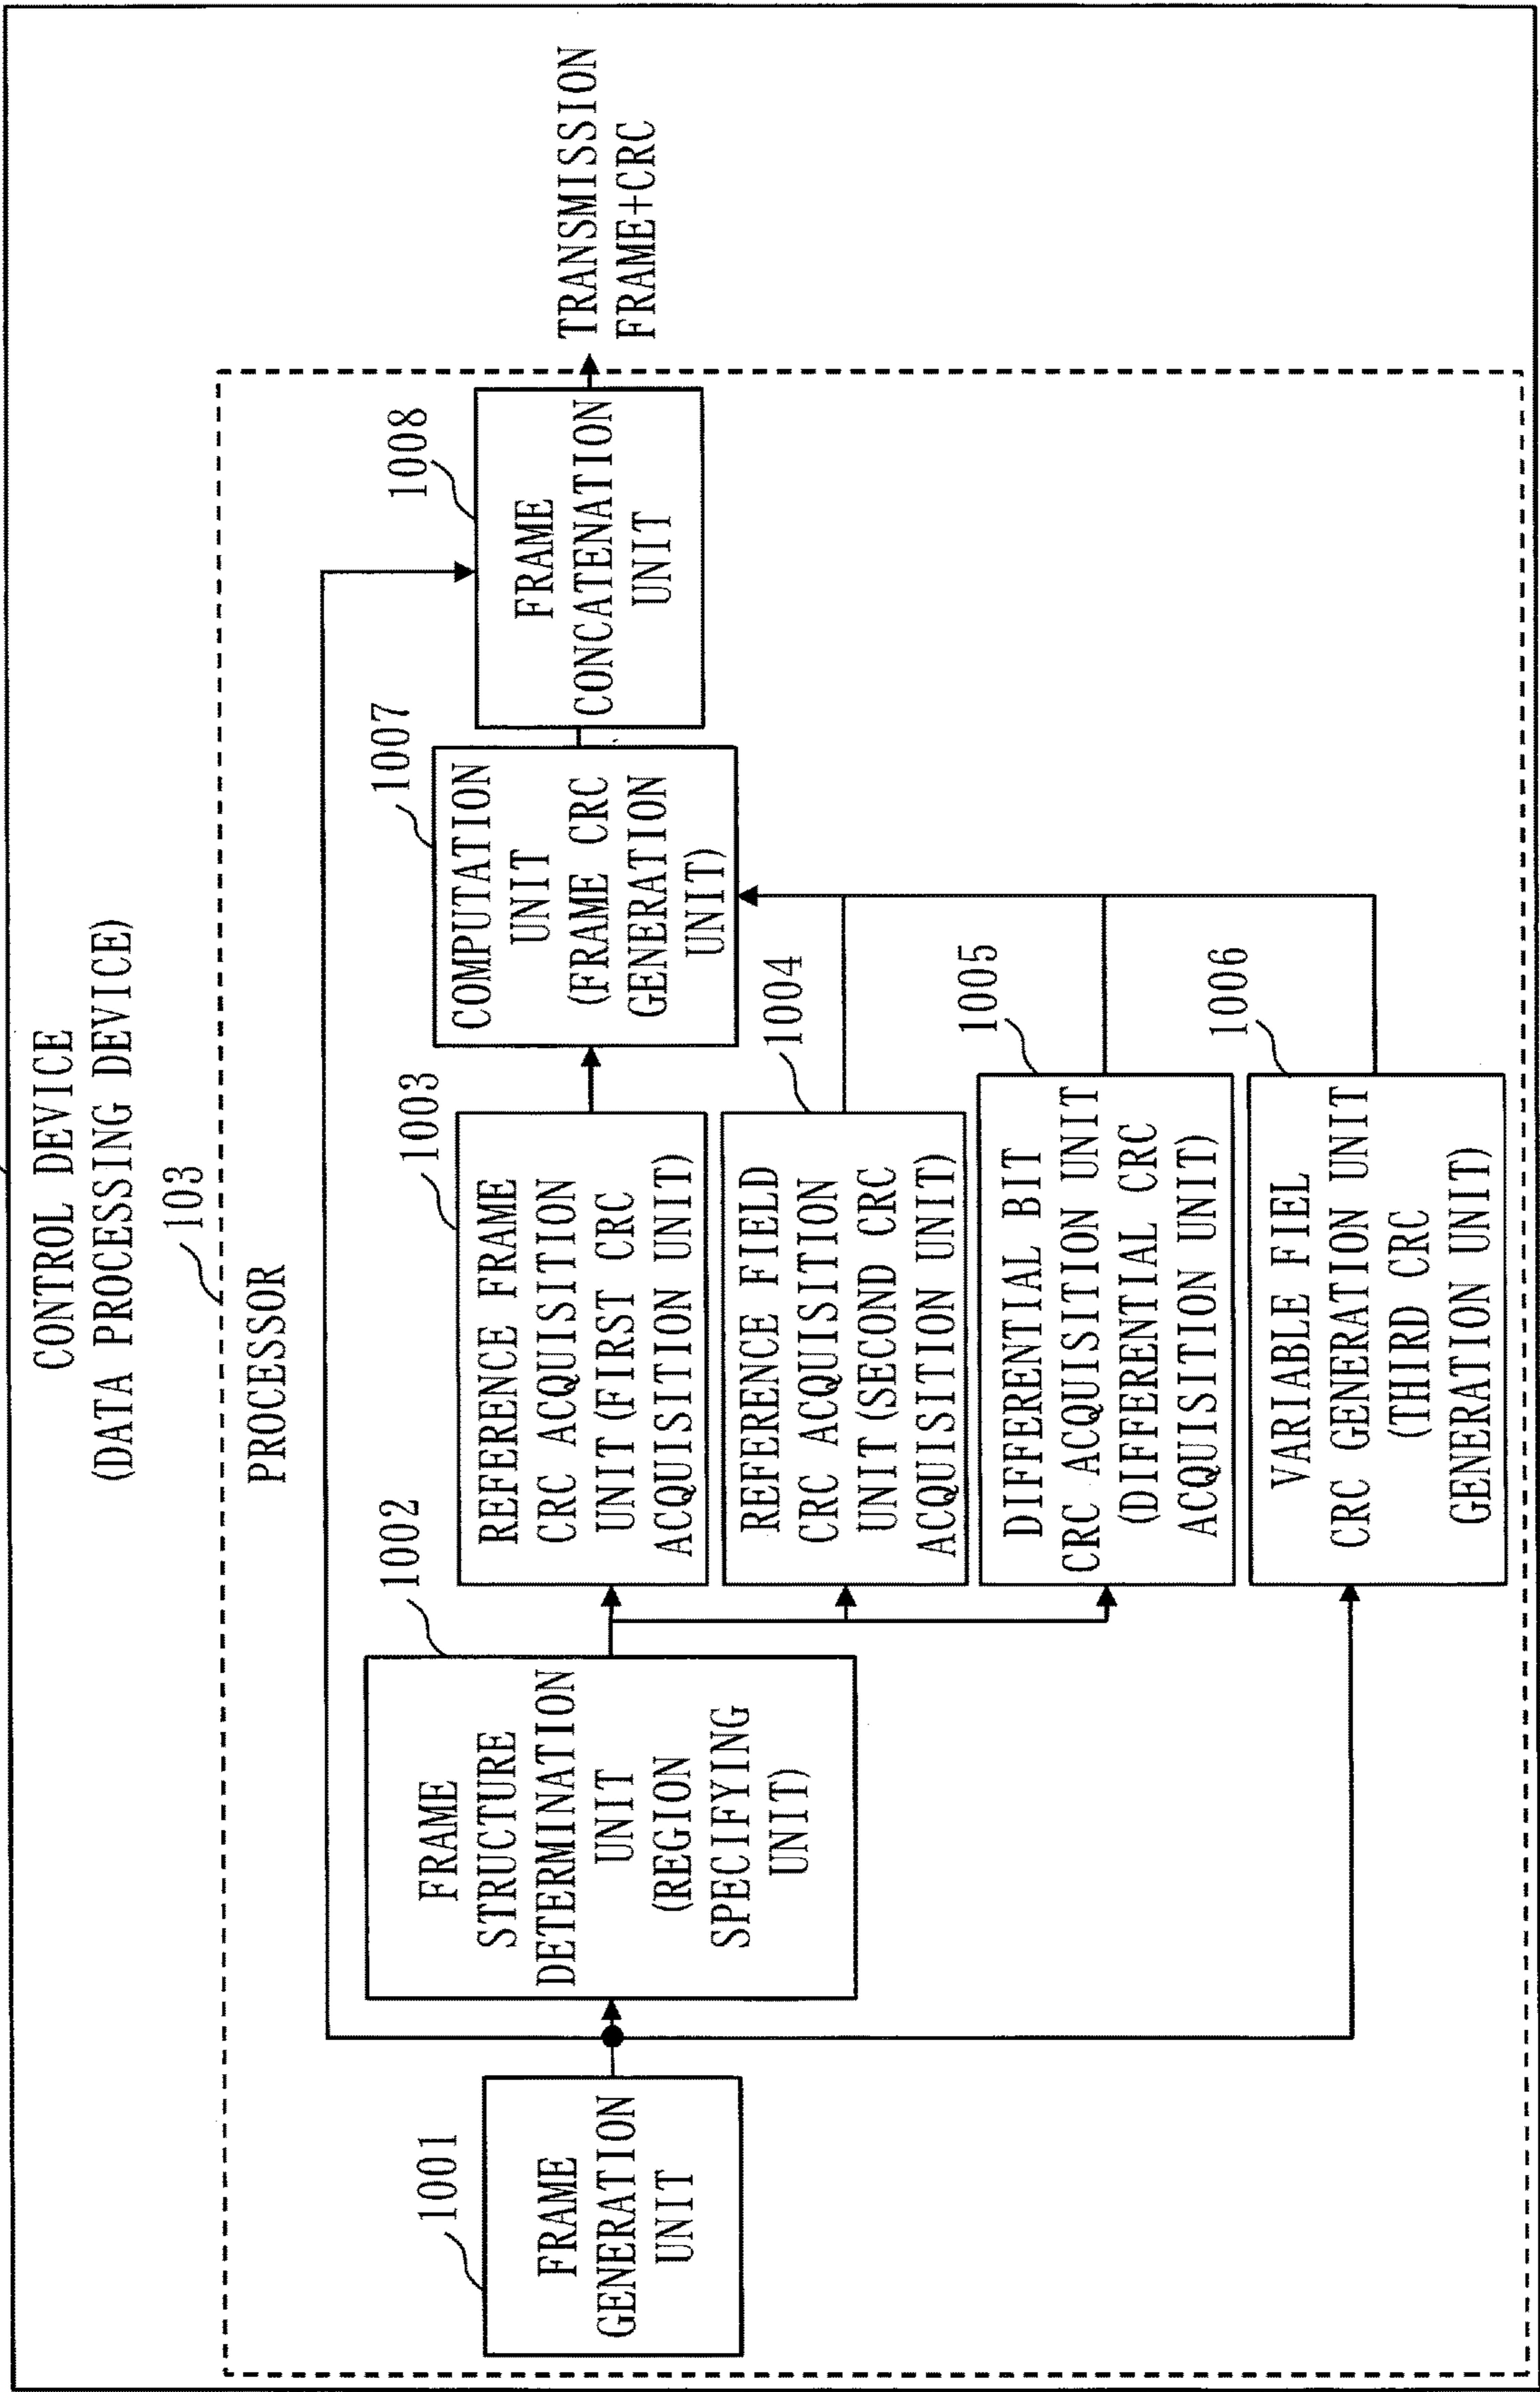 CONTROL DEVICE
(DATA PROCESSING DEVICE)
103
PROCESSOR
1001
FRAME
GENERATION
UNIT
1002
FRAME
STRUCTURE
DETERMINATION
UNIT
(REGION
SPECIFYING
UNIT)
1003
REFERENCE FRAME
CRC ACQUISITION
UNIT(FIRST CRC
ACQUISITION UNIT)
1004
REFERENCE FIELD
CRC ACQUISITION
UNIT(SECOND CRC
ACQUISITION UNIT)
1005
DIFFERENTIAL BIT
CRC ACQUISITION UNIT
(DIFFERENTIAL CRC
ACQUISITION UNIT)
1006
VARIABLE FIEL
CRC GENERATION UNIT
(THIRD CRC
GENERATION UNIT)
1007
COMPUTATION
UNIT
(FRAME CRC
GENERATION
UNIT)
1008
FRAME
CONCATENATION
UNIT
TRANSMISSION
FRAME+CRC